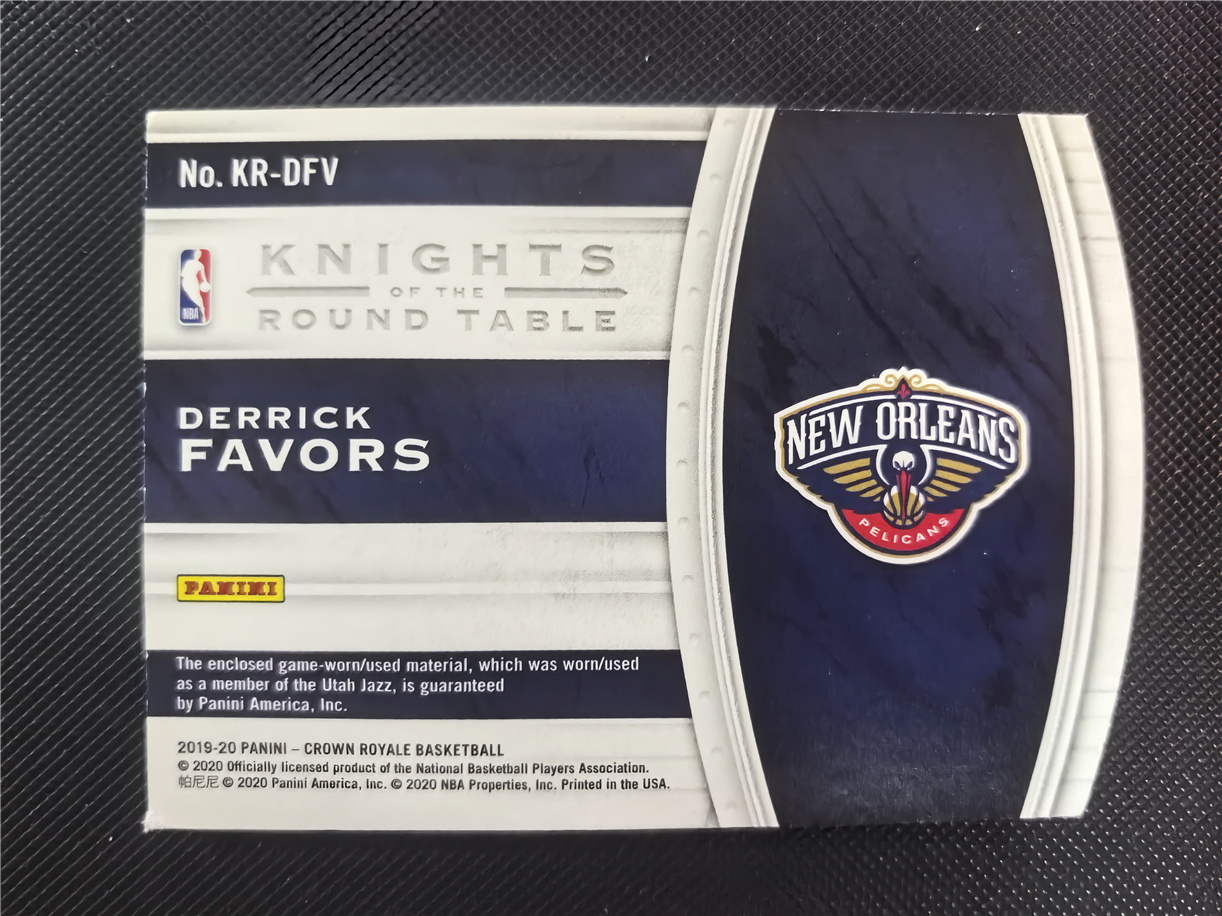 No. KR-DFV
NBA
KNIGHTS
OF THE
ROUND TABLE
DERRICK
FAVORS
PANINI
The enclosed game-worn/used material, which was worn/used
as a member of the Utah Jazz, is guaranteed
by Panini America, Inc.
2019-20 PANINI – CROWN ROYALE BASKETBALL
© 2020 Officially licensed product of the National Basketball Players Association.
帕尼尼 © 2020 Panini America, Inc. © 2020 NBA Properties, Inc. Printed in the USA.
NEW ORLEANS
PELICANS